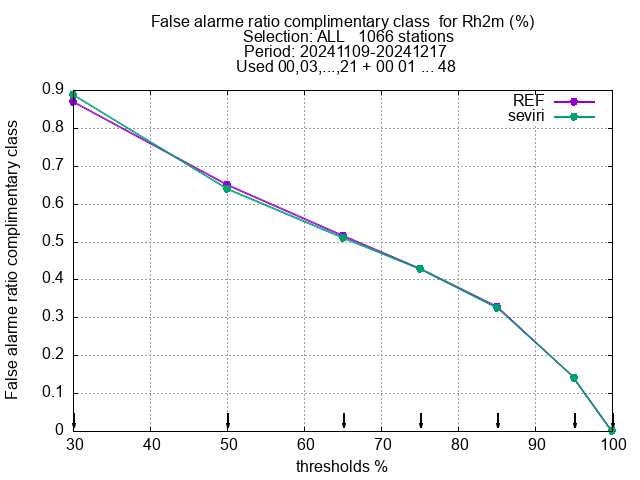 False alarme ratio complimentary class  for Rh2m (%)
Selection: ALL   1066 stations
Period: 20241109-20241217
Used 00,03,...,21 + 00 01 ... 48
REF
seviri
False alarme ratio complimentary class
0.9
0.8
0.7
0.6
0.5
0.4
0.3
0.2
0.1
0
30 40 50 60 70 80 90 100
thresholds %